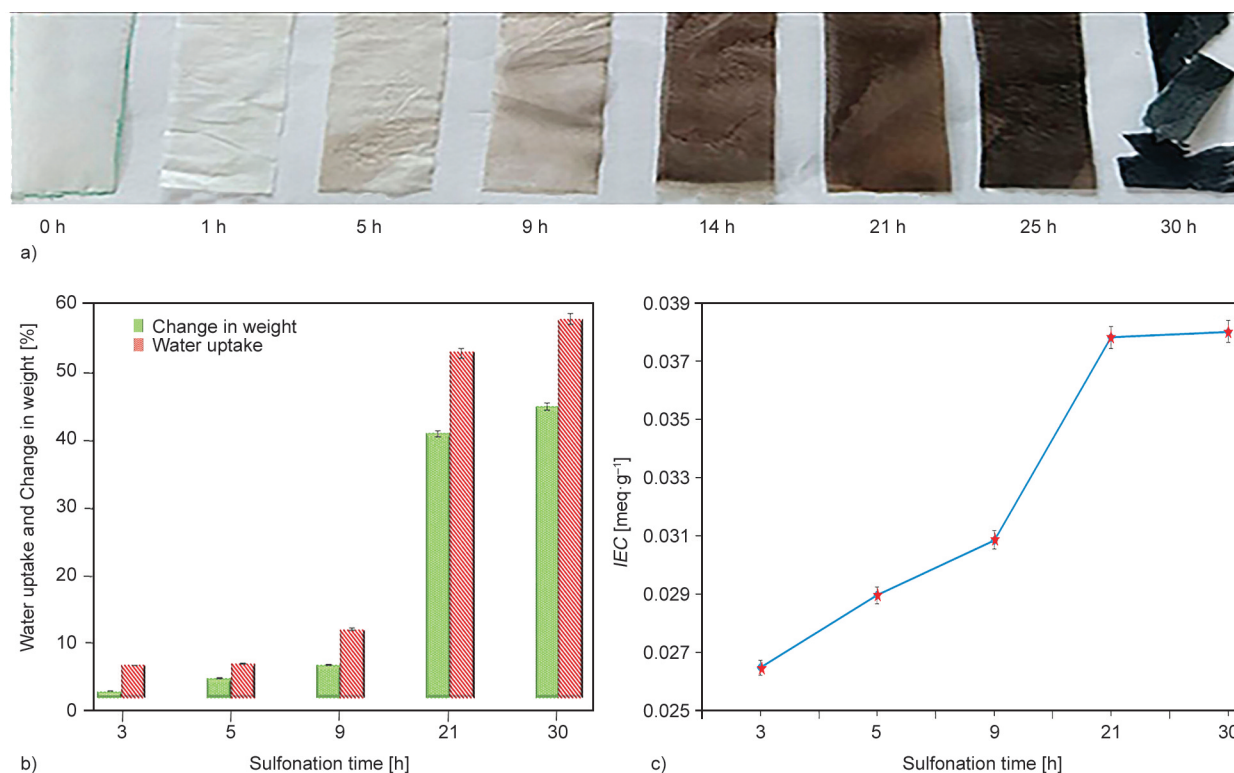 0 h 1 h 5 h 9 h 14 h 21 h 25 h 30 h
a)
60
50
40
30
20
10
0
Water uptake and Change in weight [%]
Change in weight
Water uptake
3 5 9 21 30
b) Sulfonation time [h]
0.039
0.037
0.035
0.033
0.031
0.029
0.027
0.025
IEC [meq·g⁻¹]
3 5 9 21 30
c) Sulfonation time [h]